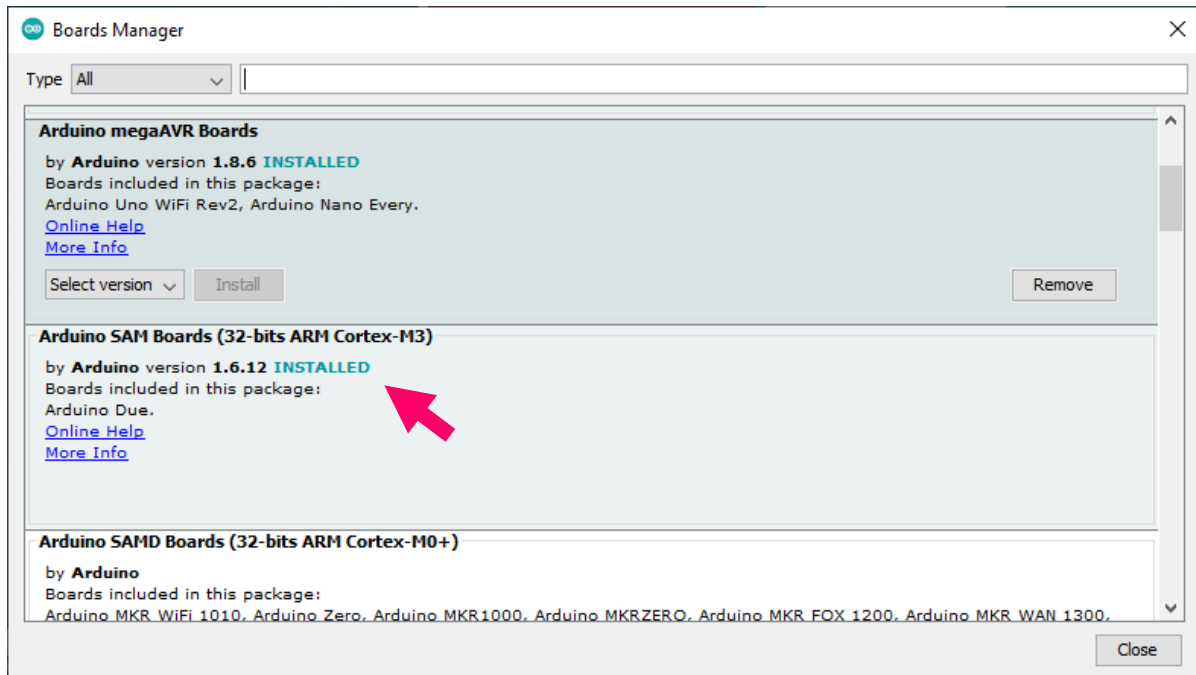 Boards Manager
Type All
Arduino megaAVR Boards
by Arduino version 1.8.6 INSTALLED
Boards included in this package:
Arduino Uno WiFi Rev2, Arduino Nano Every.
Online Help
More Info
Select version Install Remove
Arduino SAM Boards (32-bits ARM Cortex-M3)
by Arduino version 1.6.12 INSTALLED
Boards included in this package:
Arduino Due.
Online Help
More Info
Arduino SAMD Boards (32-bits ARM Cortex-M0+)
by Arduino
Boards included in this package:
Arduino MKR WiFi 1010, Arduino Zero, Arduino MKR1000, Arduino MKRZERO, Arduino MKR FOX 1200, Arduino MKR WAN 1300,
Close